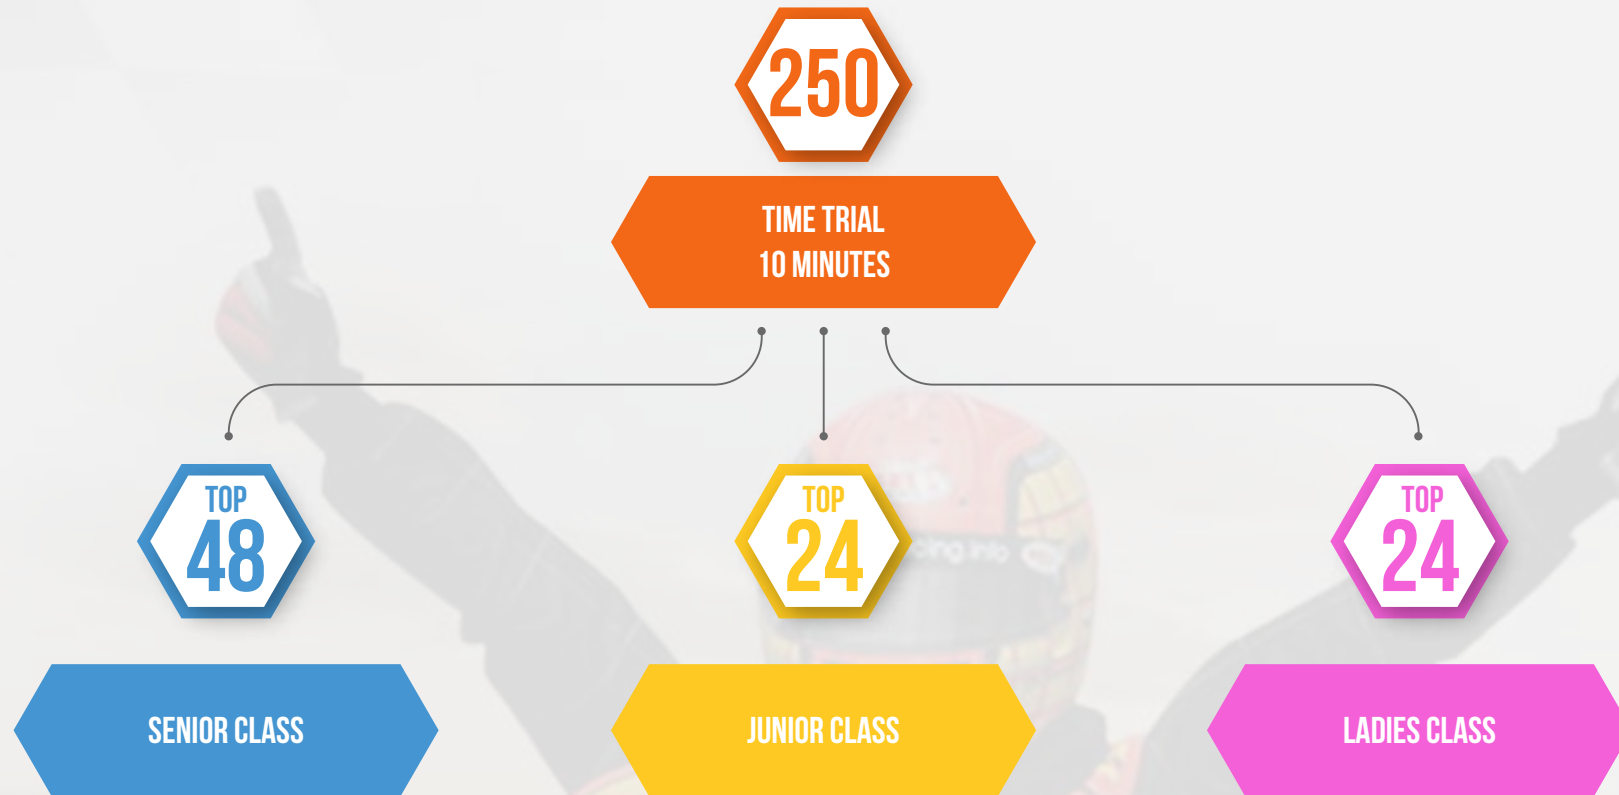 250
TIME TRIAL
10 MINUTES
TOP
48
TOP
24
TOP
24
SENIOR CLASS
JUNIOR CLASS
LADIES CLASS